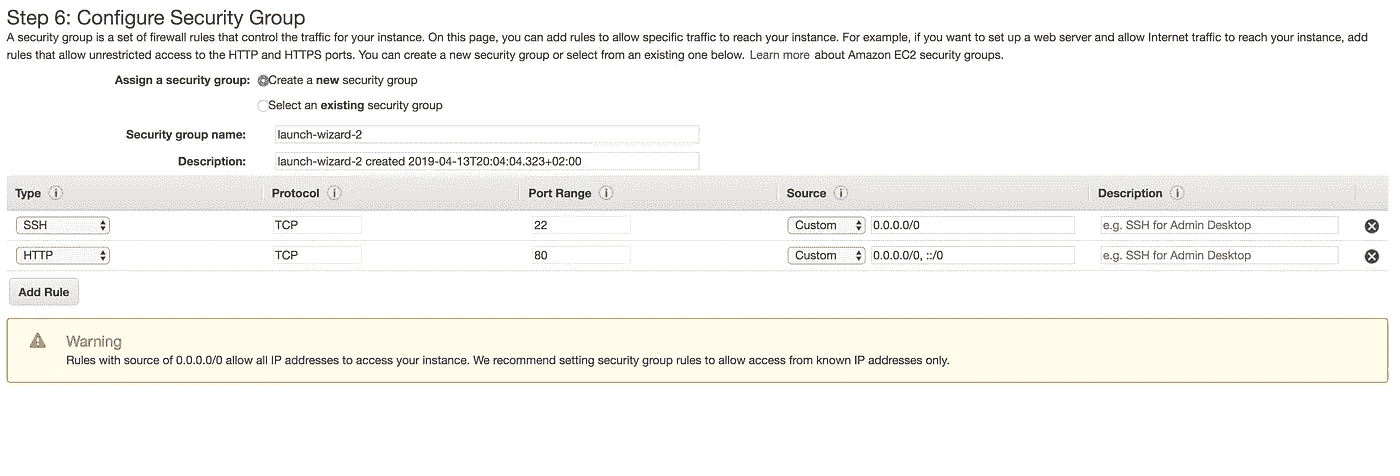 Step 6: Configure Security Group
A security group is a set of firewall rules that control the traffic for your instance. On this page, you can add rules to allow specific traffic to reach your instance. For example, if you want to set up a web server and allow Internet traffic to reach your instance, add
rules that allow unrestricted access to the HTTP and HTTPS ports. You can create a new security group or select from an existing one below. Learn more about Amazon EC2 security groups.
Assign a security group: Create a new security group
Select an existing security group
Security group name: launch-wizard-2
Description: launch-wizard-2 created 2019-04-13T20:04:04.323+02:00
Type i Protocol i Port Range i Source i Description i
SSH TCP 22 Custom 0.0.0.0/0 e.g. SSH for Admin Desktop
HTTP TCP 80 Custom 0.0.0.0/0, ::/0 e.g. SSH for Admin Desktop
Add Rule
Warning
Rules with source of 0.0.0.0/0 allow all IP addresses to access your instance. We recommend setting security group rules to allow access from known IP addresses only.